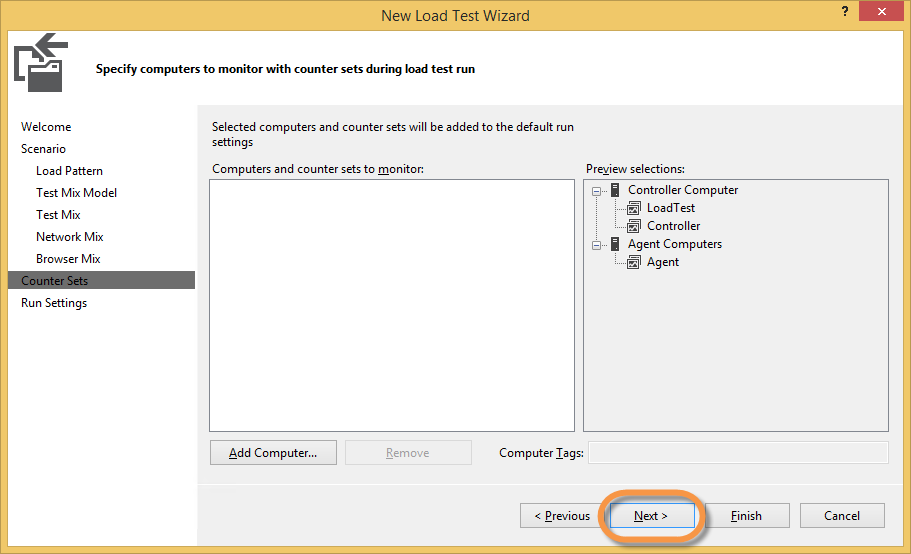 New Load Test Wizard
?
Specify computers to monitor with counter sets during load test run
Welcome
Scenario
Load Pattern
Test Mix Model
Test Mix
Network Mix
Browser Mix
Counter Sets
Run Settings
Selected computers and counter sets will be added to the default run
settings
Computers and counter sets to monitor:
Preview selections:
Controller Computer
LoadTest
Controller
Agent Computers
Agent
Add Computer...
Remove
Computer Tags:
< Previous
Next >
Finish
Cancel